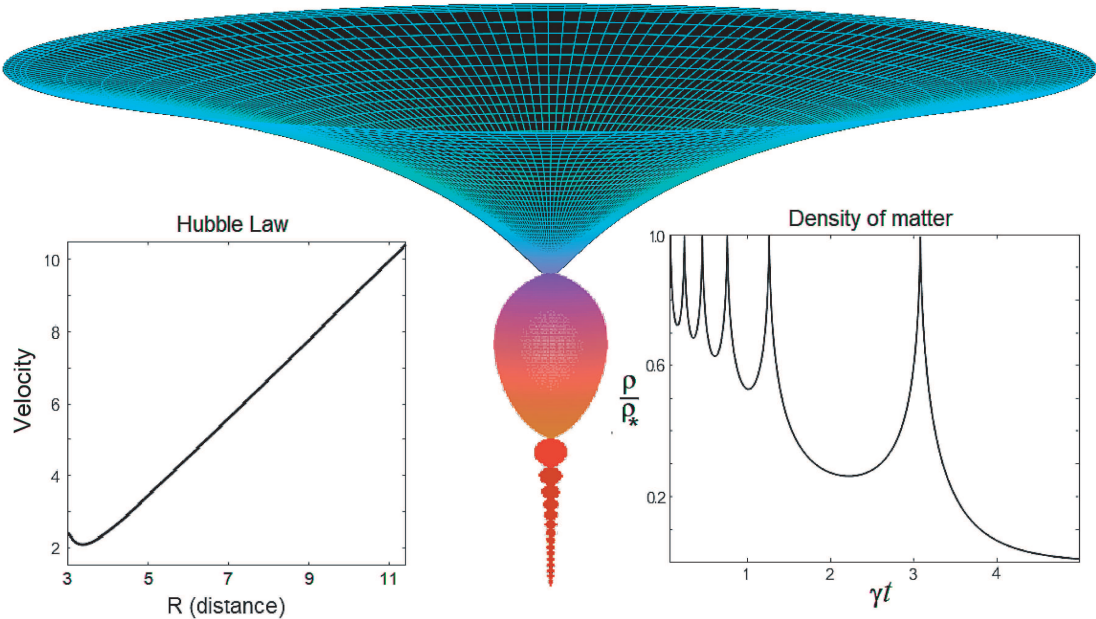 Hubble Law
10
8
6
4
2
Velocity
3
5
7
9
11
R (distance)
Density of matter
1.0
0.6
0.2
ρ
ρ*
1
2
3
4
γt